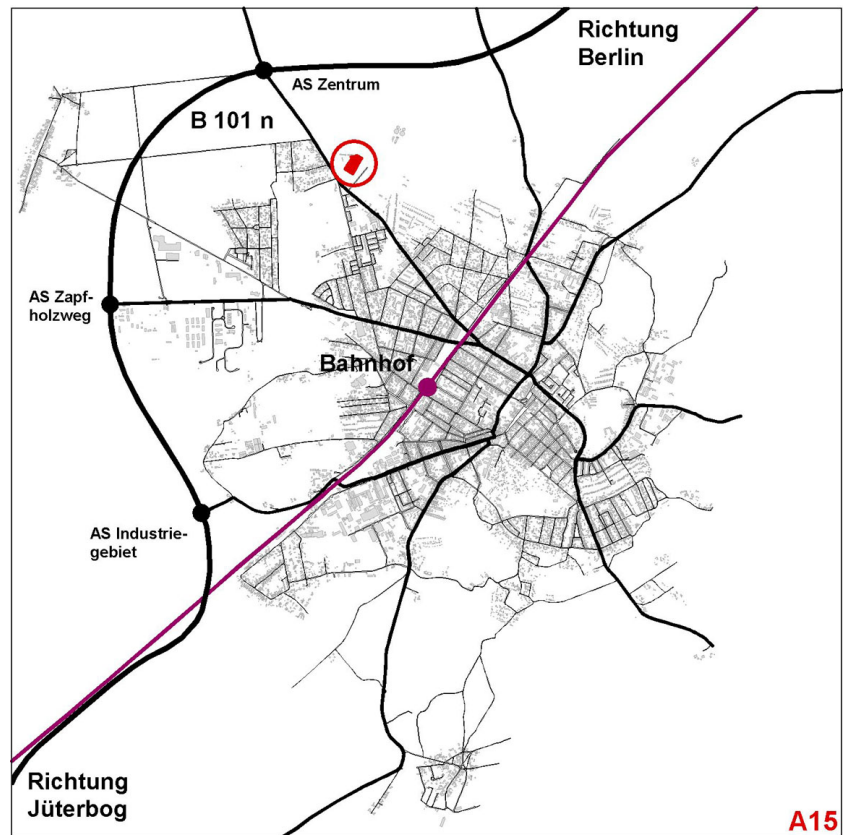 Richtung
Berlin
AS Zentrum
B 101 n
AS Zapf-
holzweg
Bahnhof
AS Industrie-
gebiet
Richtung
Jüterbog
A15